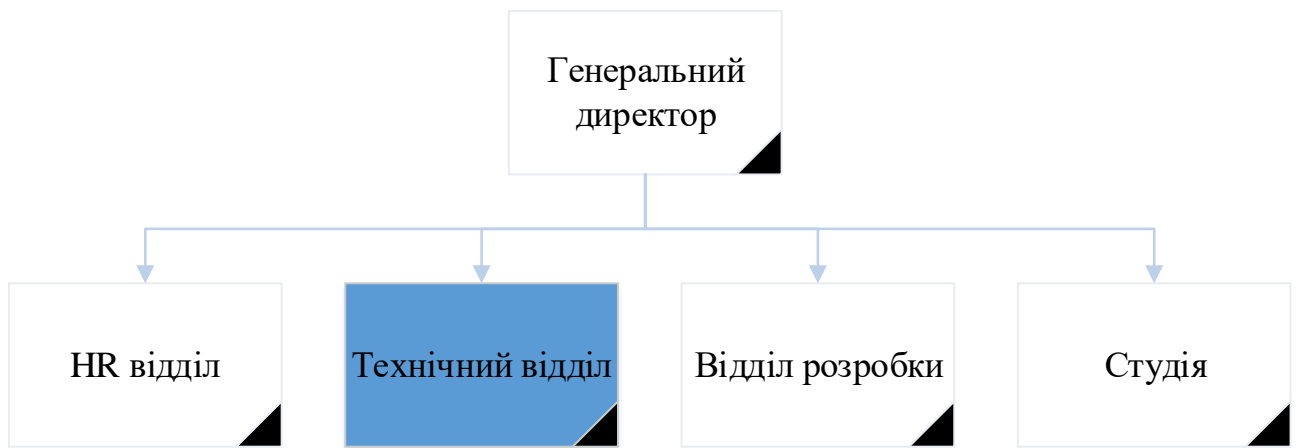 Генеральний
директор
HR відділ
Технічний відділ
Відділ розробки
Студія